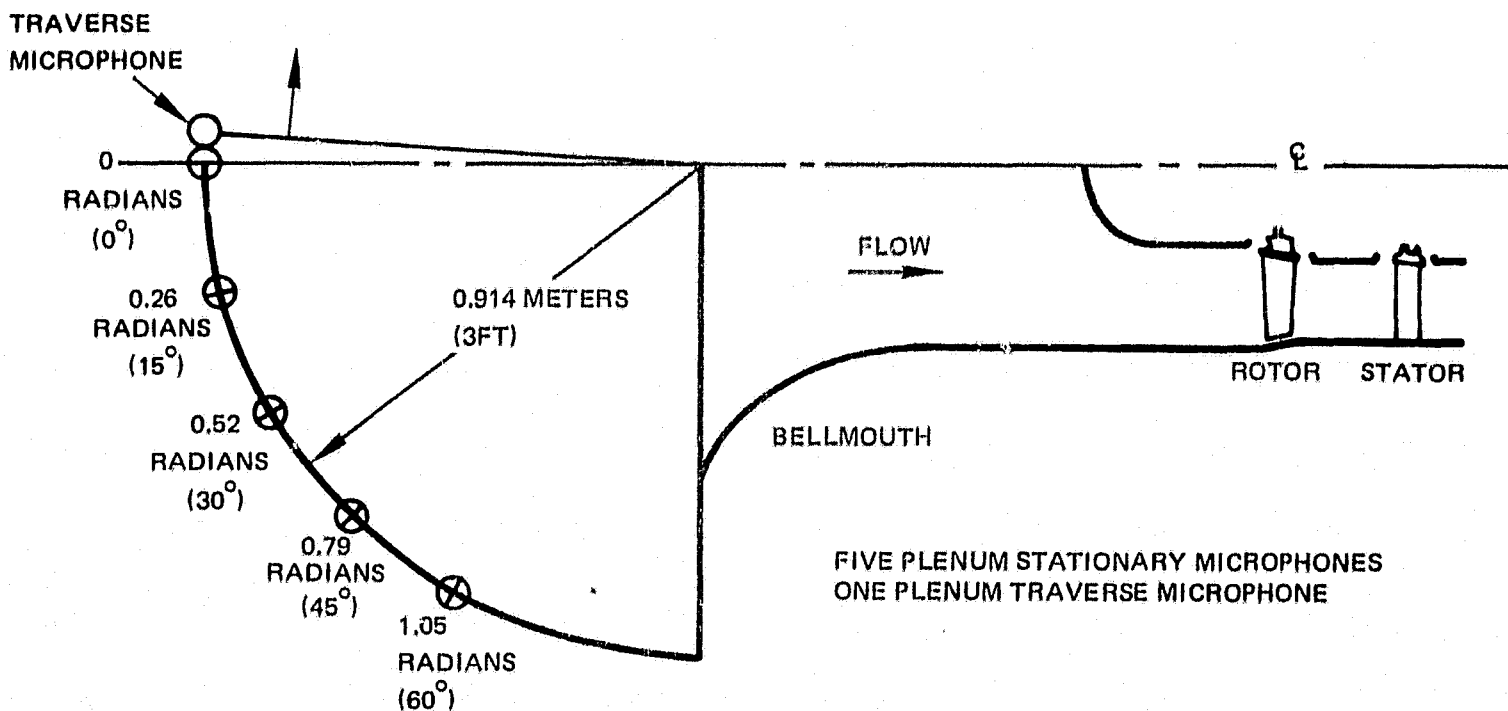 TRAVERSE
MICROPHONE
0
RADIANS
(0°)
0.26
RADIANS
(15°)
0.52
RADIANS
(30°)
0.79
RADIANS
(45°)
1.05
RADIANS
(60°)
0.914 METERS
(3FT)
FLOW
℄
ROTOR
STATOR
BELLMOUTH
FIVE PLENUM STATIONARY MICROPHONES
ONE PLENUM TRAVERSE MICROPHONE